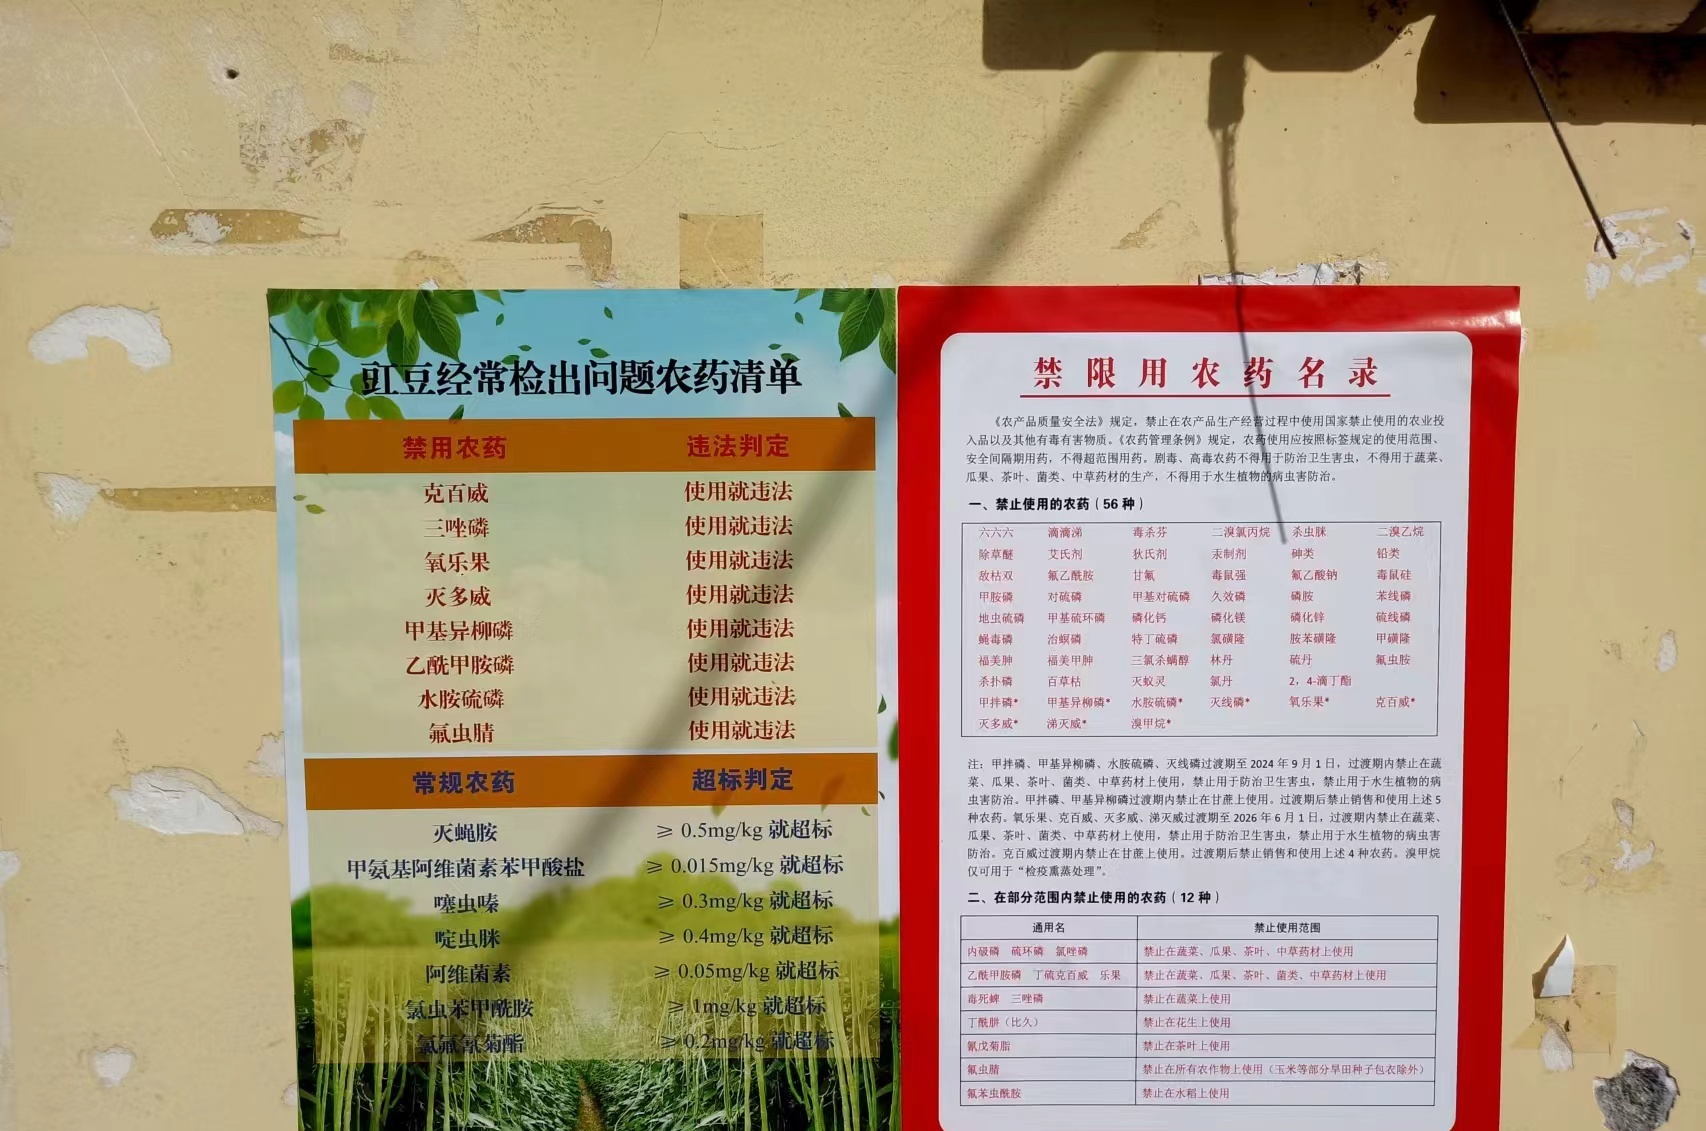 豇豆经常检出问题农药清单
禁用农药 违法判定
克百威 使用就违法
三唑磷 使用就违法
氧乐果 使用就违法
灭多威 使用就违法
甲基异柳磷 使用就违法
乙酰甲胺磷 使用就违法
水胺硫磷 使用就违法
氟虫腈 使用就违法
常规农药 超标判定
灭蝇胺 ≥ 0.5mg/kg 就超标
甲氨基阿维菌素苯甲酸盐 ≥ 0.015mg/kg 就超标
噻虫嗪 ≥ 0.3mg/kg 就超标
啶虫脒 ≥ 0.4mg/kg 就超标
阿维菌素 ≥ 0.05mg/kg 就超标
氯虫苯甲酰胺 ≥ 1mg/kg 就超标
氯氟氰菊酯 ≥ 0.2mg/kg 就超标
禁限用农药名录
《农产品质量安全法》规定，禁止在农产品生产经营过程中使用国家禁止使用的农业投
入品以及其他有毒有害物质。《农药管理条例》规定，农药使用应按照标签规定的使用范围、
安全间隔期用药，不得超范围用药。剧毒、高毒农药不得用于防治卫生害虫，不得用于蔬菜、
瓜果、茶叶、菌类、中草药材的生产，不得用于水生植物的病虫害防治。
一、禁止使用的农药（56 种）
六六六 滴滴涕 毒杀芬 二溴氯丙烷 杀虫脒 二溴乙烷
除草醚 艾氏剂 狄氏剂 汞制剂 砷类 铅类
敌枯双 氟乙酰胺 甘氟 毒鼠强 氟乙酸钠 毒鼠硅
甲胺磷 对硫磷 甲基对硫磷 久效磷 磷胺 苯线磷
地虫硫磷 甲基硫环磷 磷化钙 磷化镁 磷化锌 硫线磷
蝇毒磷 治螟磷 特丁硫磷 氯磺隆 胺苯磺隆 甲磺隆
福美胂 福美甲胂 三氯杀螨醇 林丹 硫丹 氟虫胺
杀扑磷 百草枯 灭蚁灵 氯丹 2，4-滴丁酯
甲拌磷* 甲基异柳磷* 水胺硫磷* 灭线磷* 氧乐果* 克百威*
灭多威* 涕灭威* 溴甲烷*
注：甲拌磷、甲基异柳磷、水胺硫磷、灭线磷过渡期至 2024 年 9 月 1 日，过渡期内禁止在蔬
菜、瓜果、茶叶、菌类、中草药材上使用，禁止用于防治卫生害虫，禁止用于水生植物的病
虫害防治。甲拌磷、甲基异柳磷过渡期内禁止在甘蔗上使用。过渡期后禁止销售和使用上述 5
种农药。氧乐果、克百威、灭多威、涕灭威过渡期至 2026 年 6 月 1 日，过渡期内禁止在蔬菜、
瓜果、茶叶、菌类、中草药材上使用，禁止用于防治卫生害虫，禁止用于水生植物的病虫害
防治。克百威过渡期内禁止在甘蔗上使用。过渡期后禁止销售和使用上述 4 种农药。溴甲烷
仅可用于“检疫熏蒸处理”。
二、在部分范围内禁止使用的农药（12 种）
通用名 禁止使用范围
内吸磷 硫环磷 氯唑磷 禁止在蔬菜、瓜果、茶叶、中草药材上使用
乙酰甲胺磷 丁硫克百威 乐果 禁止在蔬菜、瓜果、茶叶、菌类、中草药材上使用
毒死蜱 三唑磷 禁止在蔬菜上使用
丁酰肼（比久） 禁止在花生上使用
氰戊菊脂 禁止在茶叶上使用
氟虫腈 禁止在所有农作物上使用（玉米等部分旱田种子包衣除外）
氟苯虫酰胺 禁止在水稻上使用